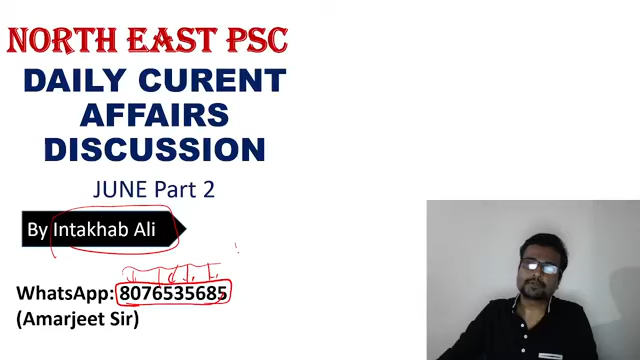 NORTH EAST PSC
DAILY CURENT
AFFAIRS
DISCUSSION
JUNE Part 2
By Intakhab Ali
WhatsApp: 8076535685
(Amarjeet Sir)